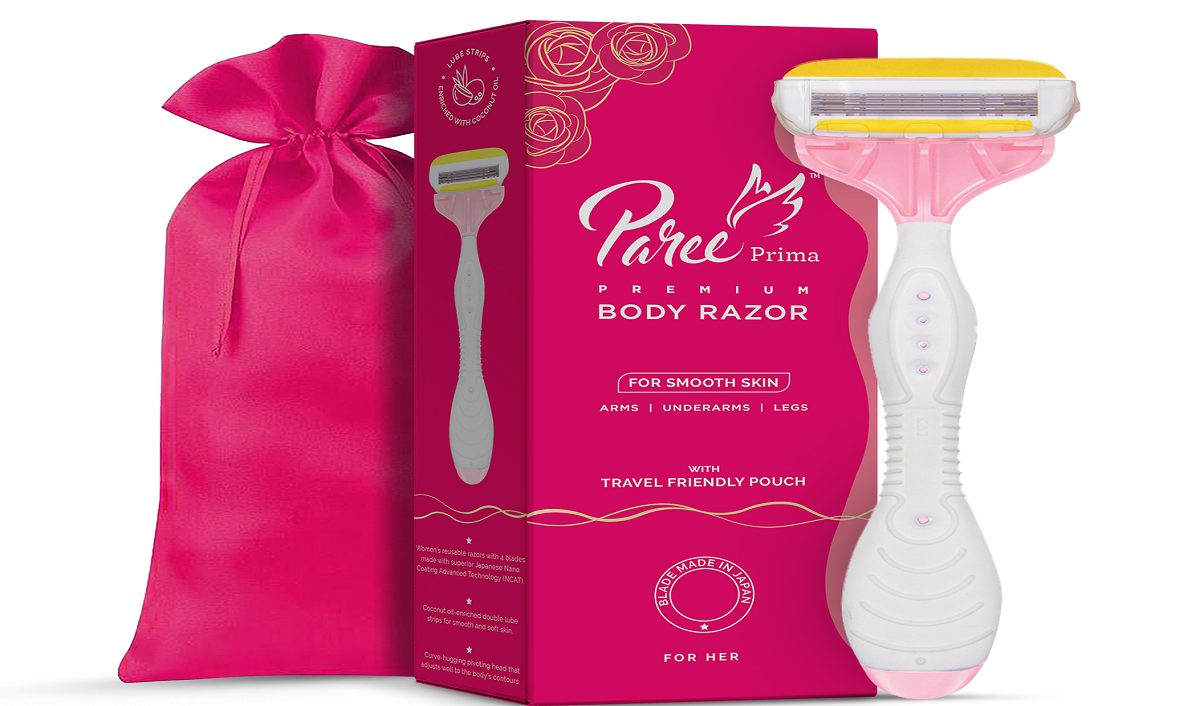 LUBE STRIPS
ENRICHED WITH COCONUT OIL
Women's reusable razors with 4 blades
made with superior Japanese Nano
Coating Advanced Technology (NCAT).
Coconut oil-enriched double lube
strips for smooth and soft skin.
Curve-hugging pivoting head that
adjusts well to the body's contours.
Paree TM
Prima
PREMIUM
BODY RAZOR
FOR SMOOTH SKIN
ARMS | UNDERARMS | LEGS
WITH
TRAVEL FRIENDLY POUCH
BLADE MADE IN JAPAN
FOR HER